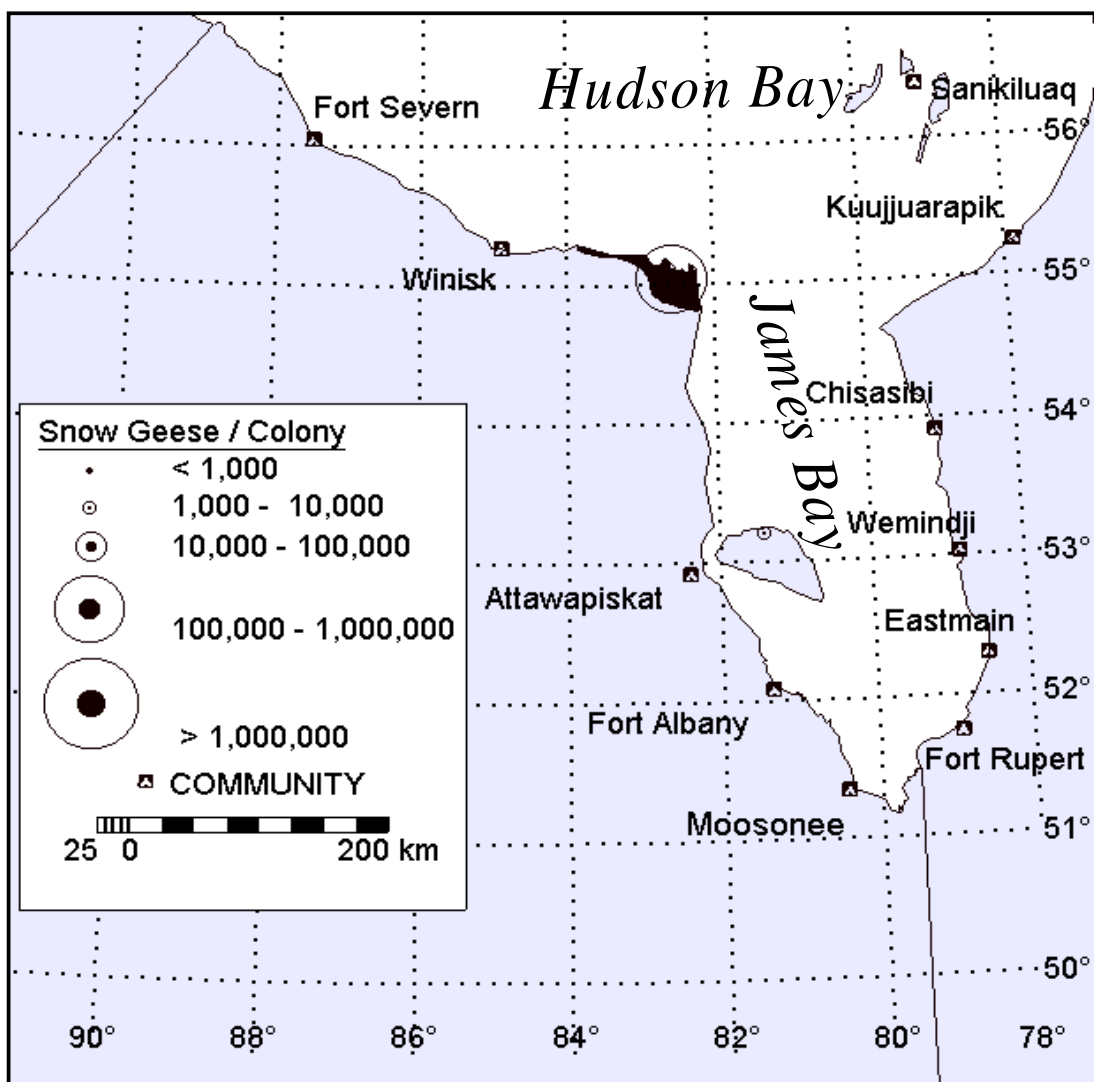 Hudson Bay
Sanikiluaq
Fort Severn
56°
Kuujjuarapik
Winisk
55°
James Bay
Chisasibi
54°
Snow Geese / Colony
< 1,000
1,000 - 10,000
10,000 - 100,000
100,000 - 1,000,000
> 1,000,000
COMMUNITY
25 0 200 km
Wemindji
53°
Attawapiskat
Eastmain
52°
Fort Albany
Fort Rupert
Moosonee
51°
50°
90° 88° 86° 84° 82° 80° 78°